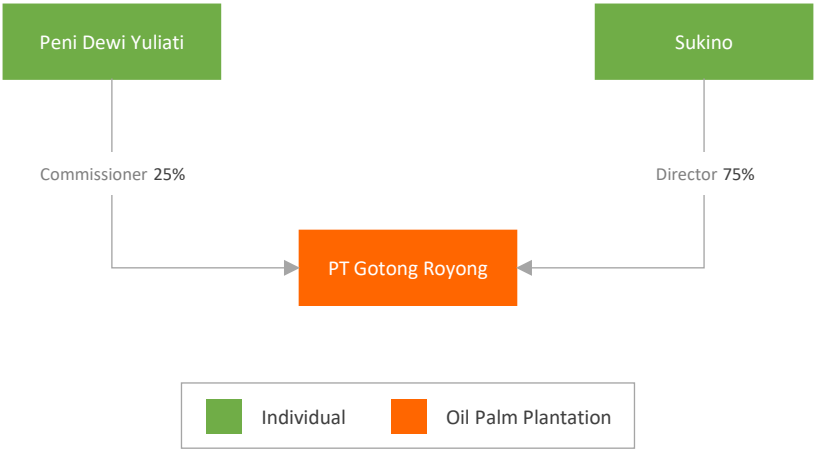 Peni Dewi Yuliati
Sukino
Commissioner 25%
Director 75%
PT Gotong Royong
Individual
Oil Palm Plantation